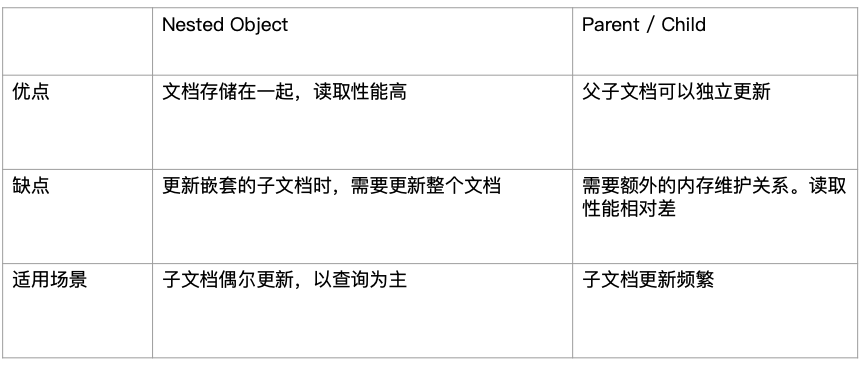 Nested Object
Parent / Child
优点
文档存储在一起，读取性能高
父子文档可以独立更新
缺点
更新嵌套的子文档时，需要更新整个文档
需要额外的内存维护关系。读取
性能相对差
适用场景
子文档偶尔更新，以查询为主
子文档更新频繁